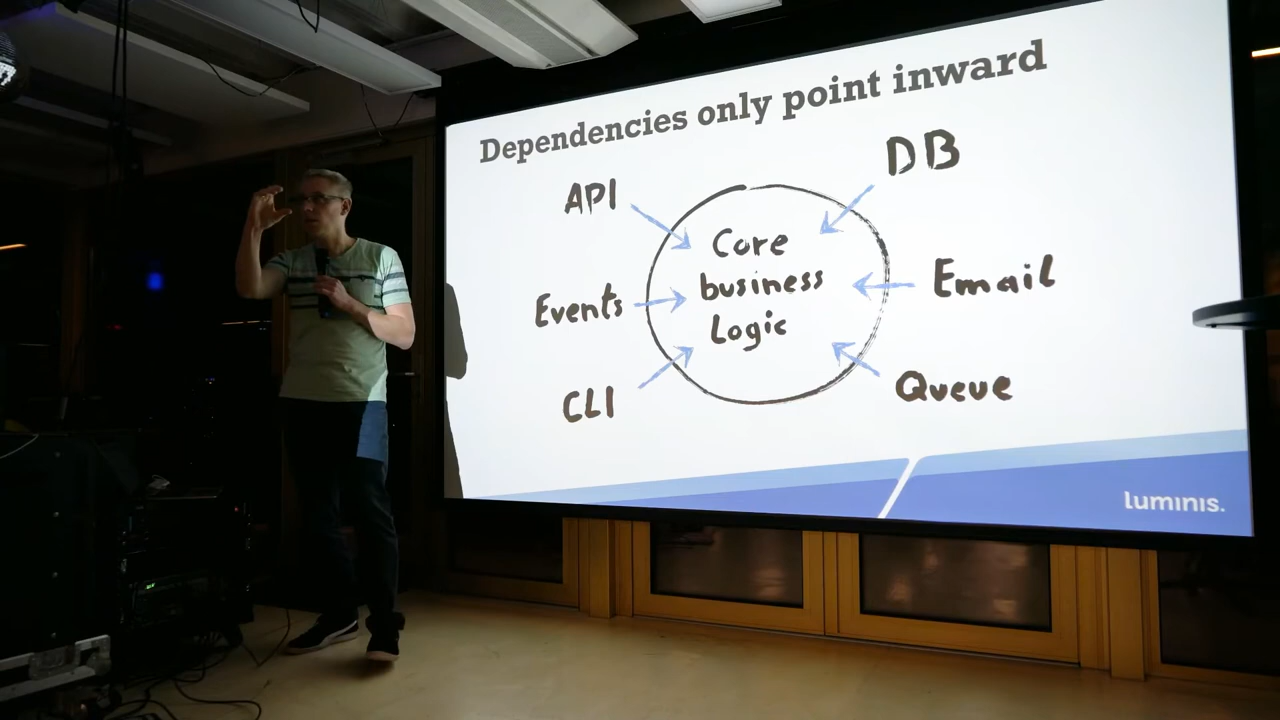 Dependencies only point inward
API
DB
Core
business
Logic
Events
Email
CLI
Queue
luminis.